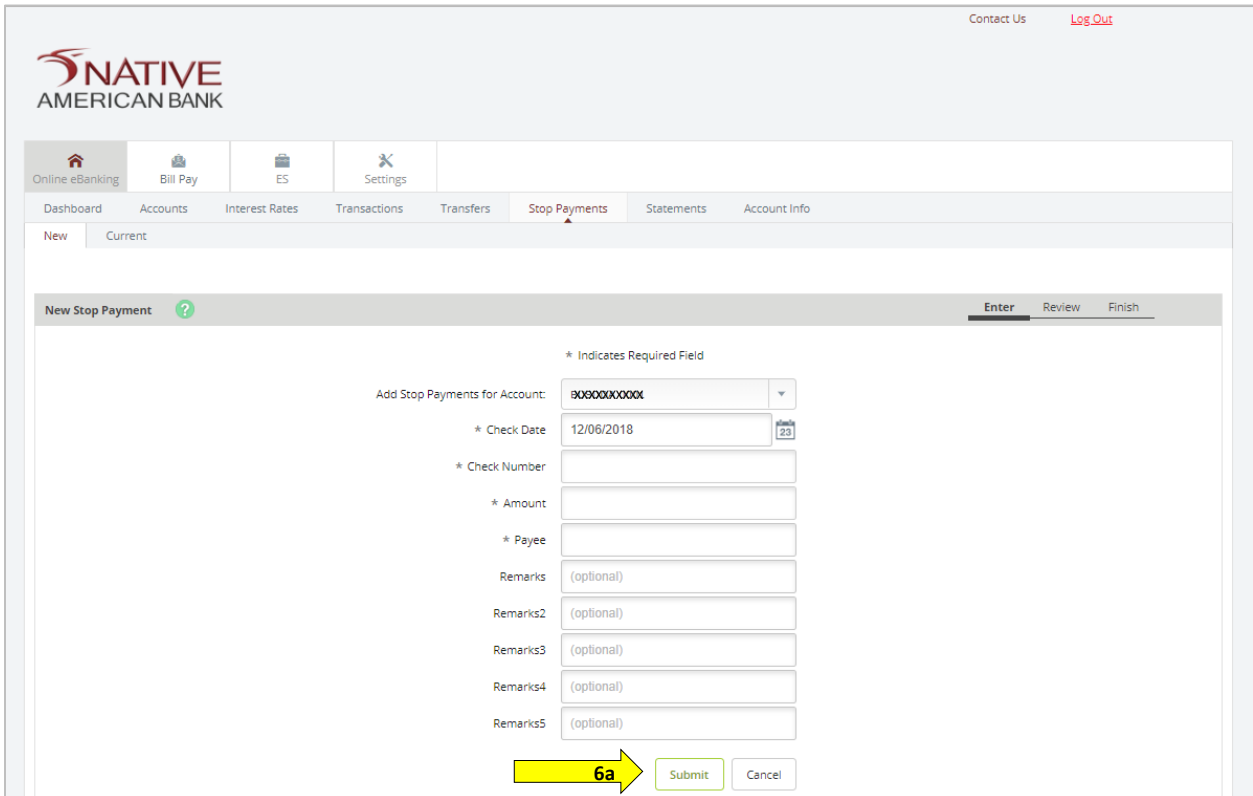 Contact Us Log Out
NATIVE
AMERICAN BANK
Online eBanking Bill Pay ES Settings
Dashboard Accounts Interest Rates Transactions Transfers Stop Payments Statements Account Info
New Current
New Stop Payment ? Enter Review Finish
* Indicates Required Field
Add Stop Payments for Account:
* Check Date 12/06/2018 23
* Check Number
* Amount
* Payee
Remarks (optional)
Remarks2 (optional)
Remarks3 (optional)
Remarks4 (optional)
Remarks5 (optional)
6a Submit Cancel